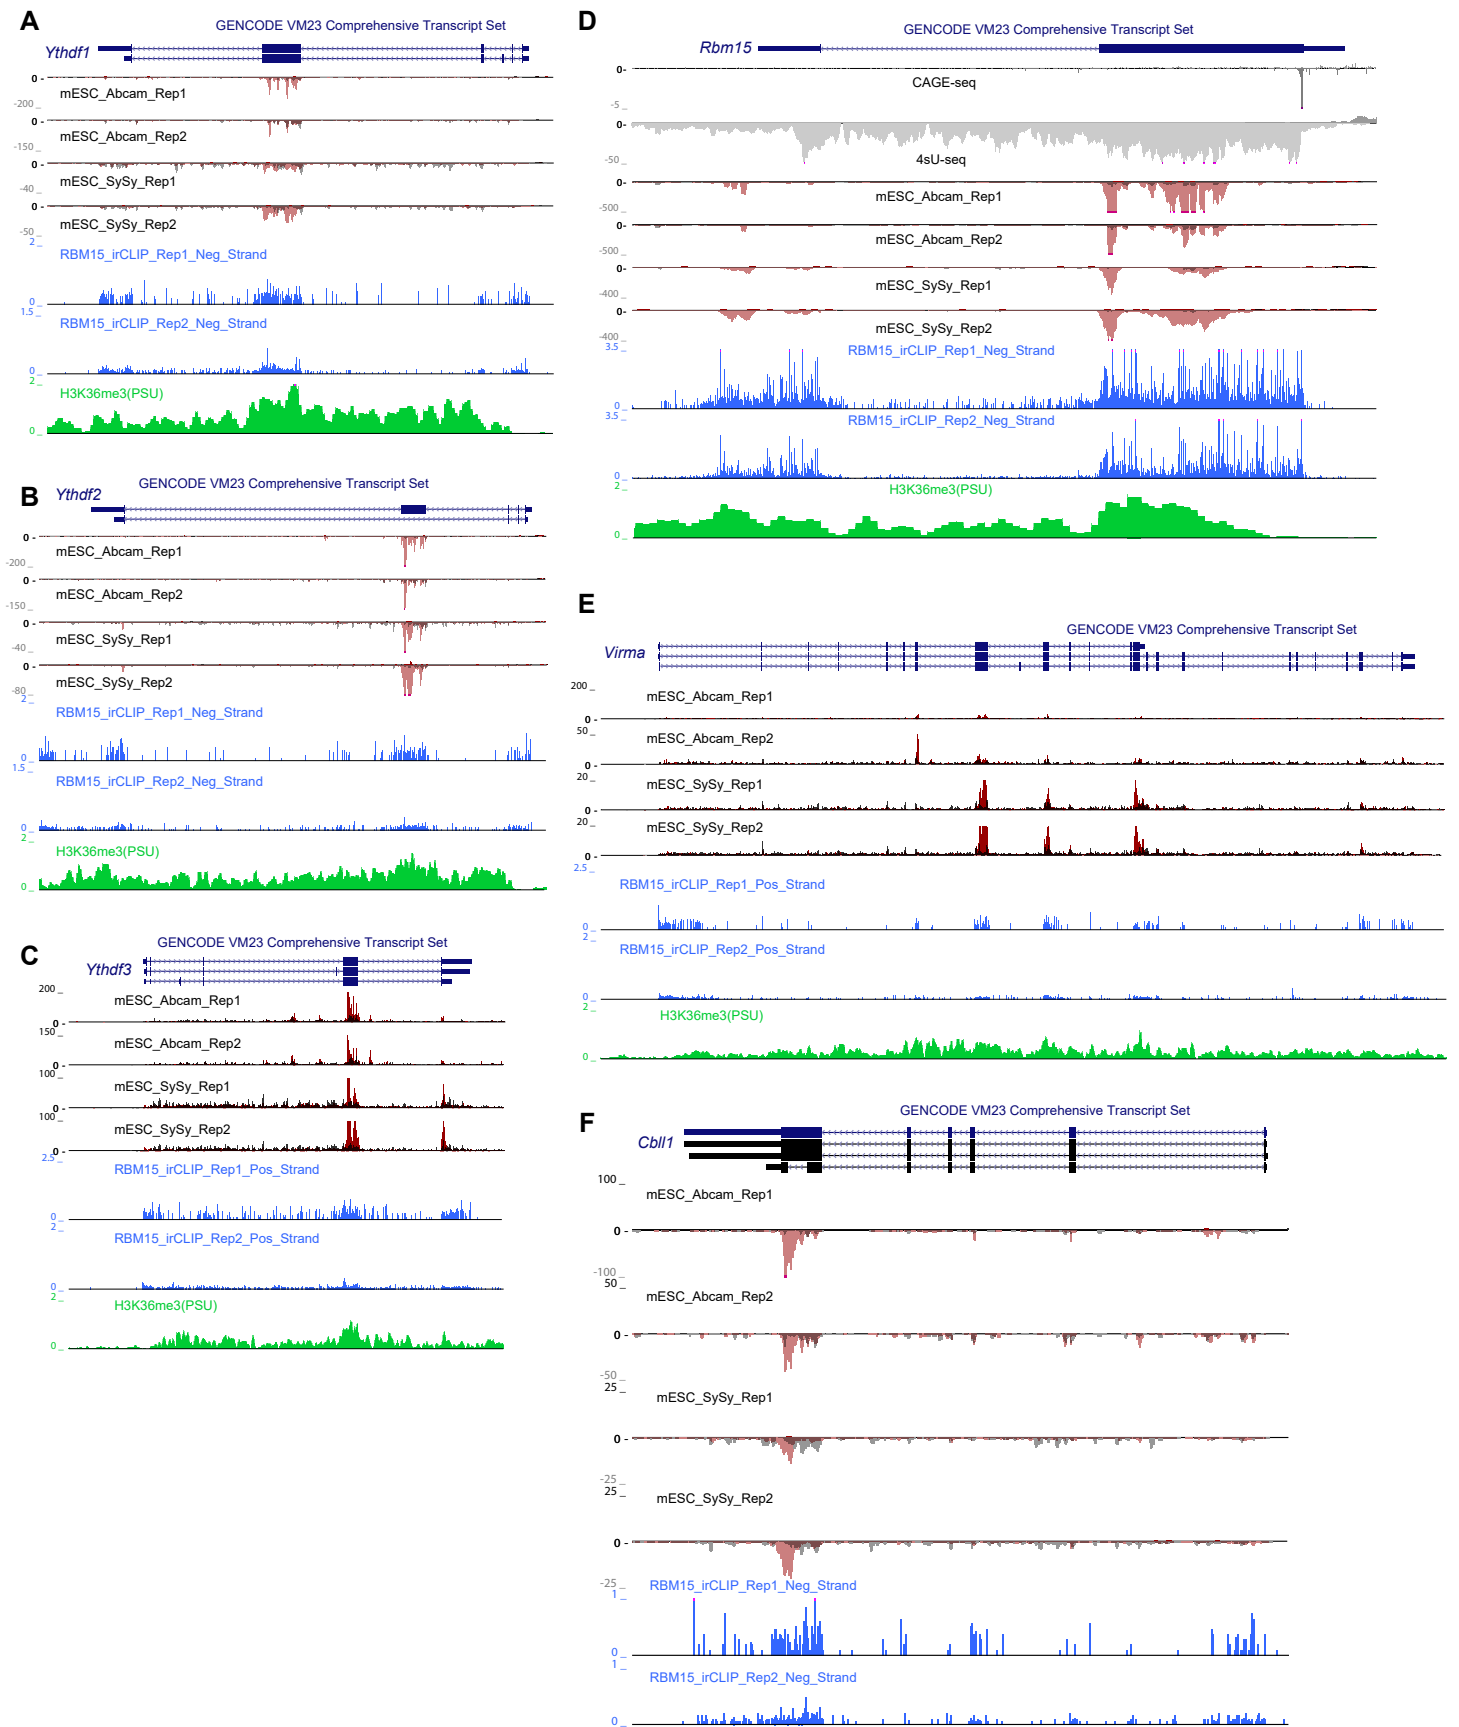 A
GENCODE VM23 Comprehensive Transcript Set
Ythdf1
0 -
mESC_Abcam_Rep1
-200 _
0 -
mESC_Abcam_Rep2
-150 _
0 -
mESC_SySy_Rep1
-40 _
0 -
mESC_SySy_Rep2
-50 _
2 _
RBM15_irCLIP_Rep1_Neg_Strand
0 _
1.5 _
RBM15_irCLIP_Rep2_Neg_Strand
0 _
2 _
H3K36me3(PSU)
0 _
B
GENCODE VM23 Comprehensive Transcript Set
Ythdf2
0 -
mESC_Abcam_Rep1
-200 _
0 -
mESC_Abcam_Rep2
-150 _
0 -
mESC_SySy_Rep1
-40 _
0 -
mESC_SySy_Rep2
-80 _
2 _
RBM15_irCLIP_Rep1_Neg_Strand
0 _
1.5 _
RBM15_irCLIP_Rep2_Neg_Strand
0 _
2 _
H3K36me3(PSU)
0 _
C
GENCODE VM23 Comprehensive Transcript Set
Ythdf3
200 _
mESC_Abcam_Rep1
0 -
150 _
mESC_Abcam_Rep2
0 -
100 _
mESC_SySy_Rep1
0 -
100 _
mESC_SySy_Rep2
0 -
2.5 _
RBM15_irCLIP_Rep1_Pos_Strand
0 _
2 _
RBM15_irCLIP_Rep2_Pos_Strand
0 _
2 _
H3K36me3(PSU)
0 _
D
GENCODE VM23 Comprehensive Transcript Set
Rbm15
0-
CAGE-seq
-5 _
0-
4sU-seq
-50 _
0-
mESC_Abcam_Rep1
-500 _
0-
mESC_Abcam_Rep2
-500 _
0-
mESC_SySy_Rep1
-400 _
0-
mESC_SySy_Rep2
-400 _
3.5 _
RBM15_irCLIP_Rep1_Neg_Strand
0 _
3.5 _
RBM15_irCLIP_Rep2_Neg_Strand
0 _
2 _
H3K36me3(PSU)
0 _
E
GENCODE VM23 Comprehensive Transcript Set
Virma
200 _
mESC_Abcam_Rep1
0 -
50 _
mESC_Abcam_Rep2
0 -
20 _
mESC_SySy_Rep1
0 -
20 _
mESC_SySy_Rep2
0 -
2.5 _
RBM15_irCLIP_Rep1_Pos_Strand
0 _
2 _
RBM15_irCLIP_Rep2_Pos_Strand
0 _
2 _
H3K36me3(PSU)
0 _
F
GENCODE VM23 Comprehensive Transcript Set
Cbll1
100 _
mESC_Abcam_Rep1
0 -
-100 _
50 _
mESC_Abcam_Rep2
0 -
-50 _
25 _
mESC_SySy_Rep1
0 -
-25 _
25 _
mESC_SySy_Rep2
0 -
-25 _
1 _
RBM15_irCLIP_Rep1_Neg_Strand
0 _
1 _
RBM15_irCLIP_Rep2_Neg_Strand
0 _